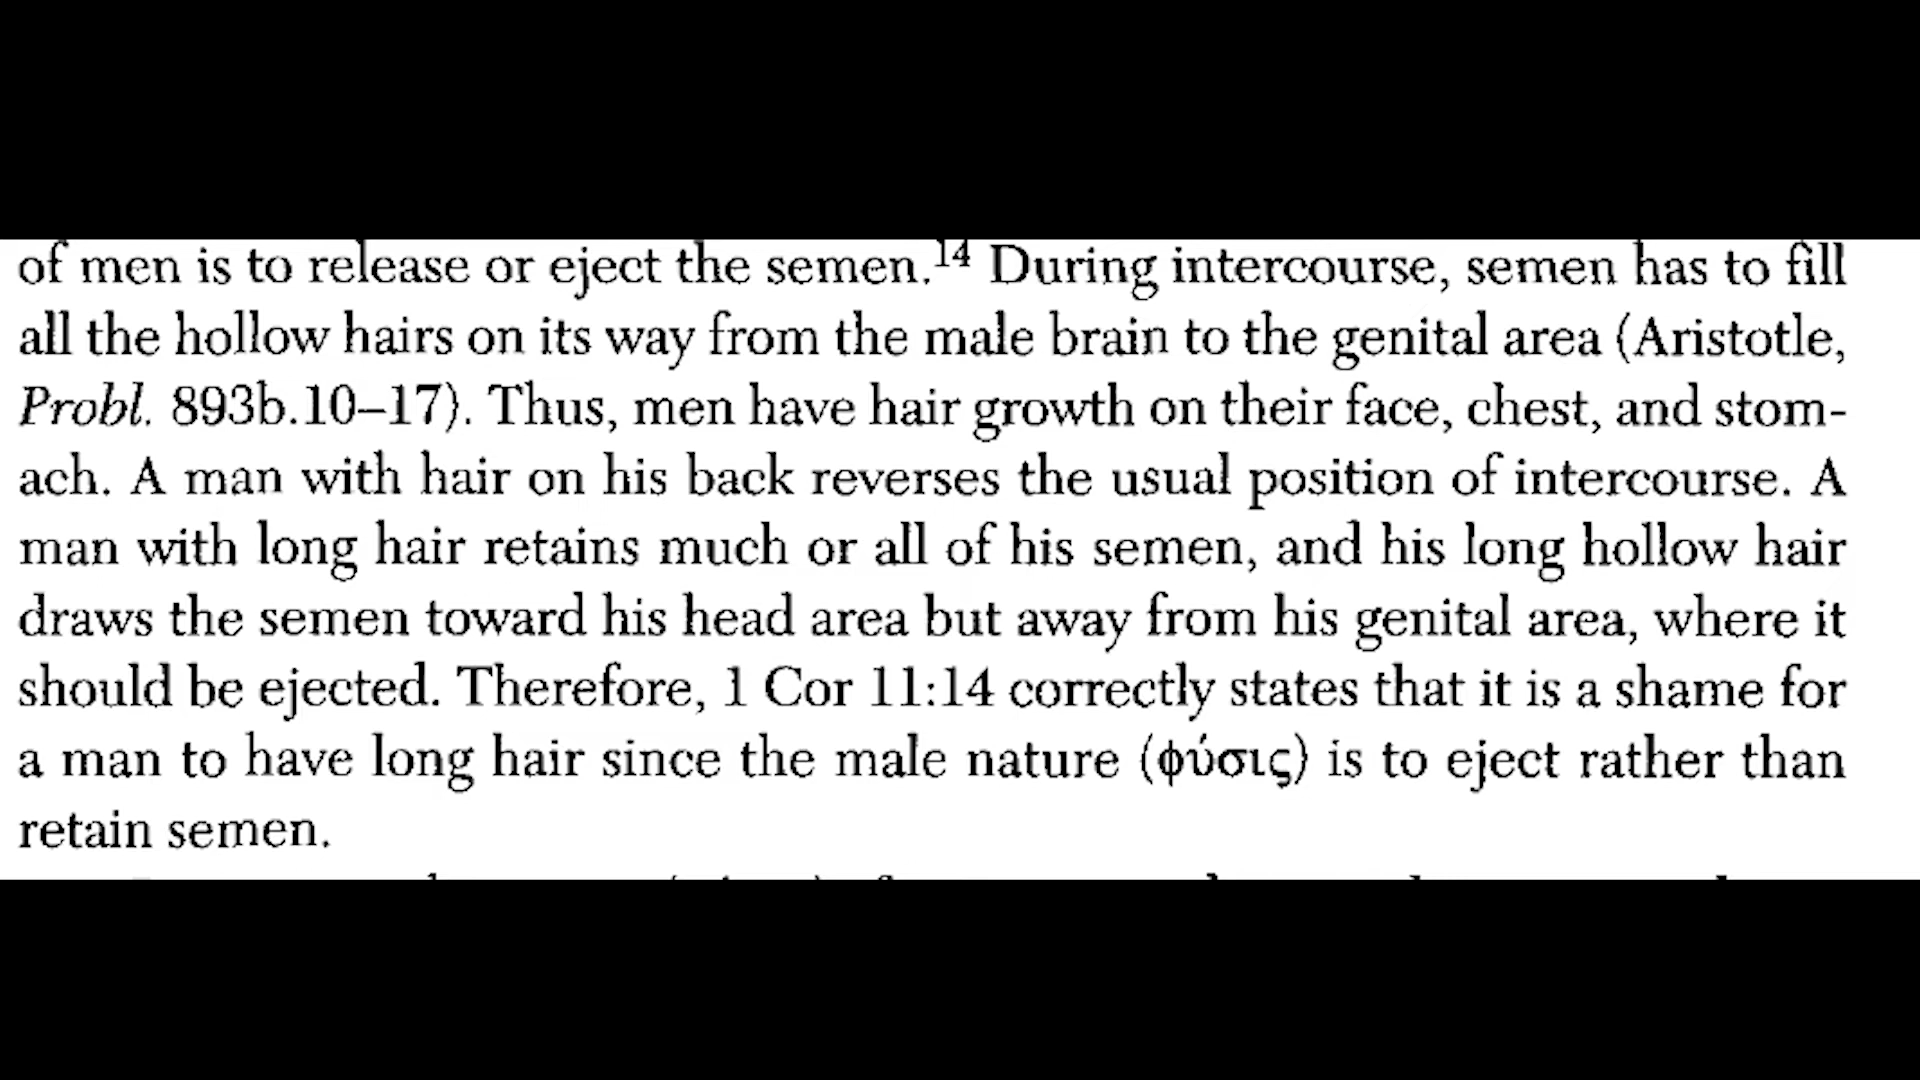 of men is to release or eject the semen.14 During intercourse, semen has to fill
all the hollow hairs on its way from the male brain to the genital area (Aristotle,
Probl. 893b.10–17). Thus, men have hair growth on their face, chest, and stom-
ach. A man with hair on his back reverses the usual position of intercourse. A
man with long hair retains much or all of his semen, and his long hollow hair
draws the semen toward his head area but away from his genital area, where it
should be ejected. Therefore, 1 Cor 11:14 correctly states that it is a shame for
a man to have long hair since the male nature (φύσις) is to eject rather than
retain semen.